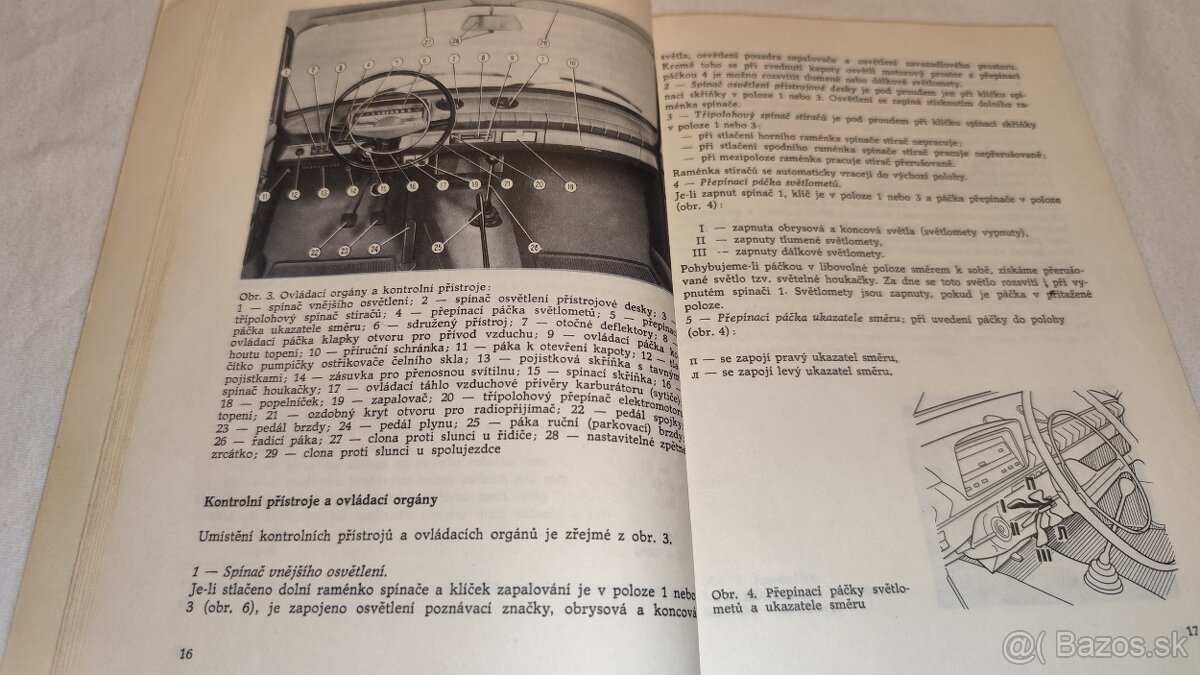 Obr. 3. Ovládací orgány a kontrolní přístroje:
1 — spínač vnějšího osvětlení; 2 — spínač osvětlení přístrojové desky; 3 —
třípolohový spínač stíračů; 4 — přepínací páčka světlometů; 5 — přepínací
páčka ukazatele směru; 6 — sdružený přístroj; 7 — otočné deflektory; 8 —
ovládací páčka klapky otvoru pro přívod vzduchu; 9 — ovládací páčka ko-
houtu topení; 10 — příruční schránka; 11 — páka k otevření kapoty; 12 — tla-
čítko pumpičky ostřikovače čelního skla; 13 — pojistková skříňka s tavnými
pojistkami; 14 — zásuvka pro přenosnou svítilnu; 15 — spínací skříňka; 16 —
spínač houkačky; 17 — ovládací táhlo vzduchové přívěry karburátoru (sytiče);
18 — popelníček; 19 — zapalovač; 20 — třípolohový přepínač elektromotoru
topení; 21 — ozdobný kryt otvoru pro radiopřijímač; 22 — pedál spojky;
23 — pedál brzdy; 24 — pedál plynu; 25 — páka ruční (parkovací) brzdy;
26 — řadicí páka; 27 — clona proti slunci u řidiče; 28 — nastavitelné zpětné
zrcátko; 29 — clona proti slunci u spolujezdce
Kontrolní přístroje a ovládací orgány
Umístění kontrolních přístrojů a ovládacích orgánů je zřejmé z obr. 3.
1 — Spínač vnějšího osvětlení.
Je-li stlačeno dolní raménko spínače a klíček zapalování je v poloze 1 nebo
3 (obr. 6), je zapojeno osvětlení poznávací značky, obrysová a koncová
16
světla, osvětlení pouzdra zapalovače a osvětlení zavazadlového prostoru.
Kromě toho se při zvednutí kapoty osvětlí motorový prostor a přepínací
páčkou 4 je možno rozsvítit tlumené nebo dálkové světlomety.
2 — Spínač osvětlení přístrojové desky je pod proudem jen při klíčku spí-
nací skříňky v poloze 1 nebo 3. Osvětlení se zapíná stisknutím dolního ra-
ménka spínače.
3 — Třípolohový spínač stíračů je pod proudem při klíčku spínací skříňky
v poloze 1 nebo 3:
— při stlačení horního raménka spínače stírač nepracuje;
— při stlačení spodního raménka spínače stírač pracuje nepřerušovaně;
— při mezipoloze raménka pracuje stírač přerušovaně.
Raménka stíračů se automaticky vracejí do výchozí polohy.
4 — Přepínací páčka světlometů.
Je-li zapnut spínač 1, klíč je v poloze 1 nebo 3 a páčka přepínače v poloze
(obr. 4):
I — zapnuta obrysová a koncová světla (světlomety vypnuty),
II — zapnuty tlumené světlomety,
III — zapnuty dálkové světlomety.
Pohybujeme-li páčkou v libovolné poloze směrem k sobě, získáme přerušo-
vané světlo tzv. světelné houkačky. Za dne se toto světlo rozsvítí i při vy-
pnutém spínači 1. Světlomety jsou zapnuty, pokud je páčka v přitažené
poloze.
5 — Přepínací páčka ukazatele směru; při uvedení páčky do polohy
(obr. 4):
п — se zapojí pravý ukazatel směru,
л — se zapojí levý ukazatel směru.
Obr. 4. Přepínací páčky světlo-
metů a ukazatele směru
17
@( Bazos.sk